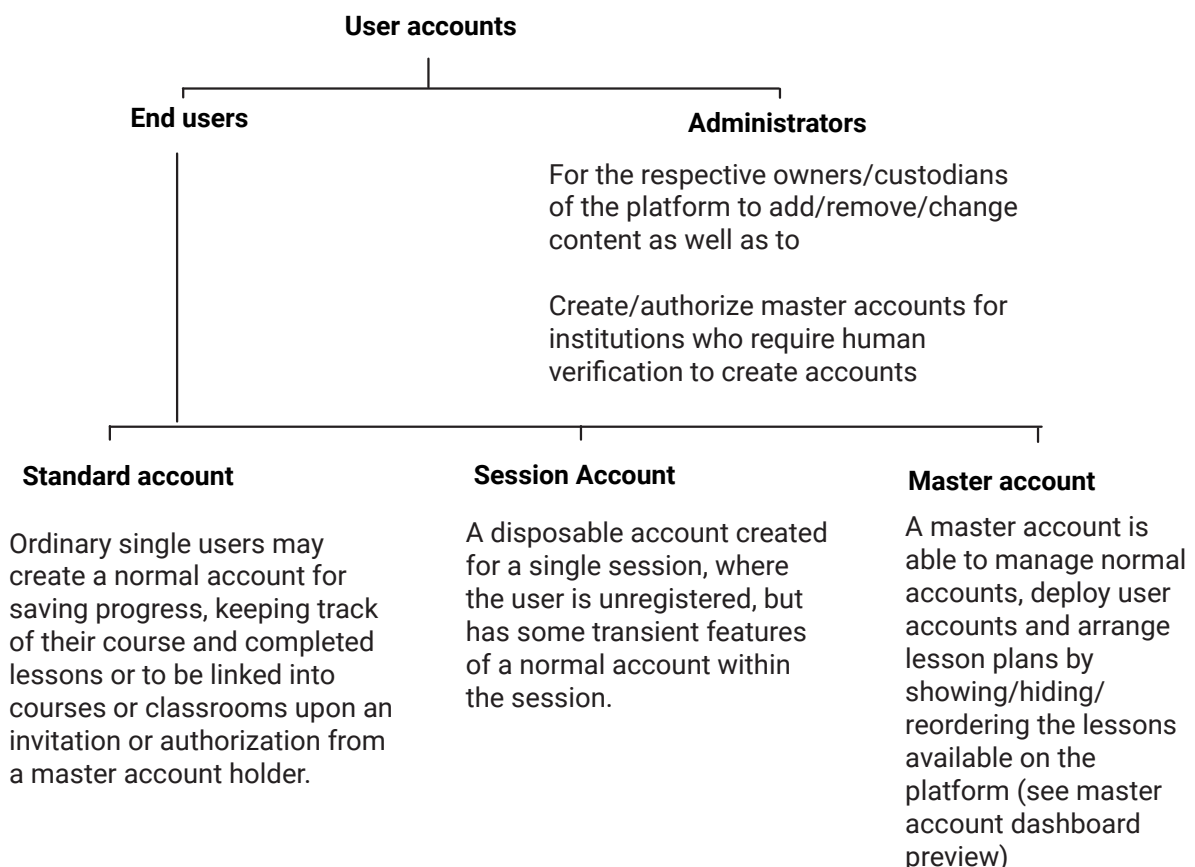 User accounts
End users
Administrators
For the respective owners/custodians
of the platform to add/remove/change
content as well as to
Create/authorize master accounts for
institutions who require human
verification to create accounts
Standard account
Ordinary single users may
create a normal account for
saving progress, keeping track
of their course and completed
lessons or to be linked into
courses or classrooms upon an
invitation or authorization from
a master account holder.
Session Account
A disposable account created
for a single session, where
the user is unregistered, but
has some transient features
of a normal account within
the session.
Master account
A master account is
able to manage normal
accounts, deploy user
accounts and arrange
lesson plans by
showing/hiding/
reordering the lessons
available on the
platform (see master
account dashboard
preview)